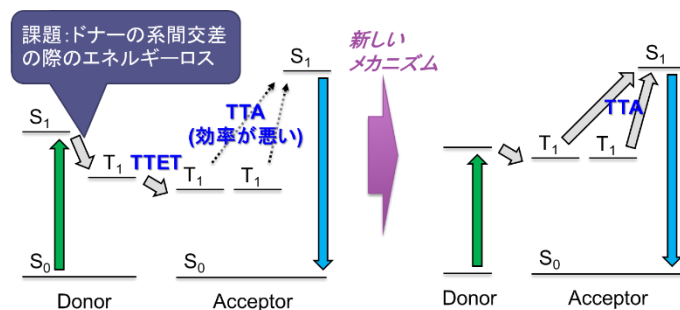 課題:ドナーの系間交差
の際のエネルギーロス
S1
T1
TTET
T1
T1
TTA
(効率が悪い)
S1
S0
S0
Donor
Acceptor
新しい
メカニズム
S1
TTA
T1
T1
S0
Donor
Acceptor